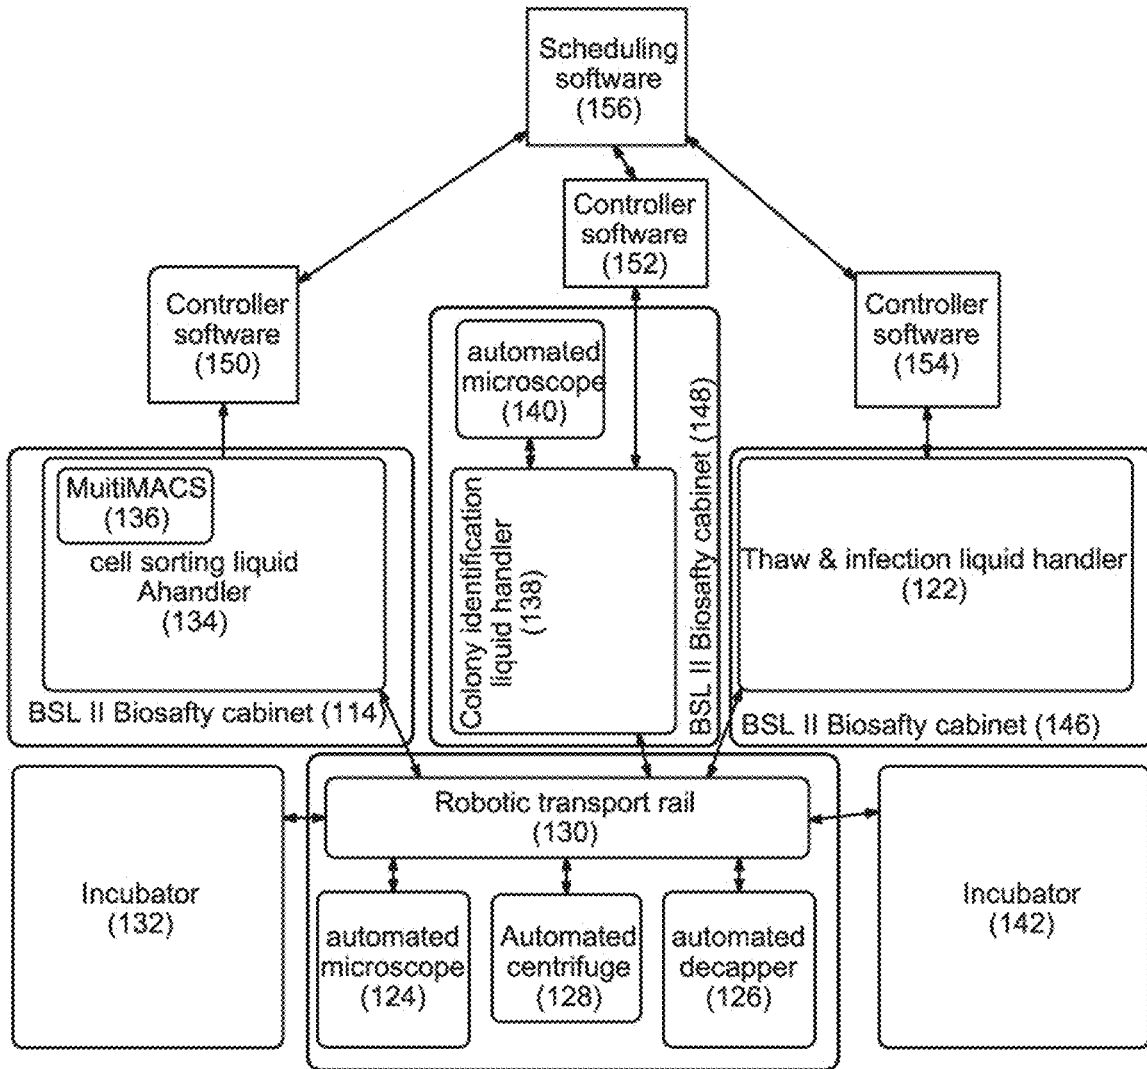 Scheduling
software
(156)
Controller
software
(152)
Controller
software
(150)
Controller
software
(154)
automated
microscope
(140)
BSL II Biosafty cabinet (148)
MuitiMACS
(136)
cell sorting liquid
Ahandler
(134)
BSL II Biosafty cabinet (114)
Colony identification
liquid handler
(138)
Thaw & infection liquid handler
(122)
BSL II Biosafty cabinet (146)
Robotic transport rail
(130)
Incubator
(132)
automated
microscope
(124)
Automated
centrifuge
(128)
automated
decapper
(126)
Incubator
(142)